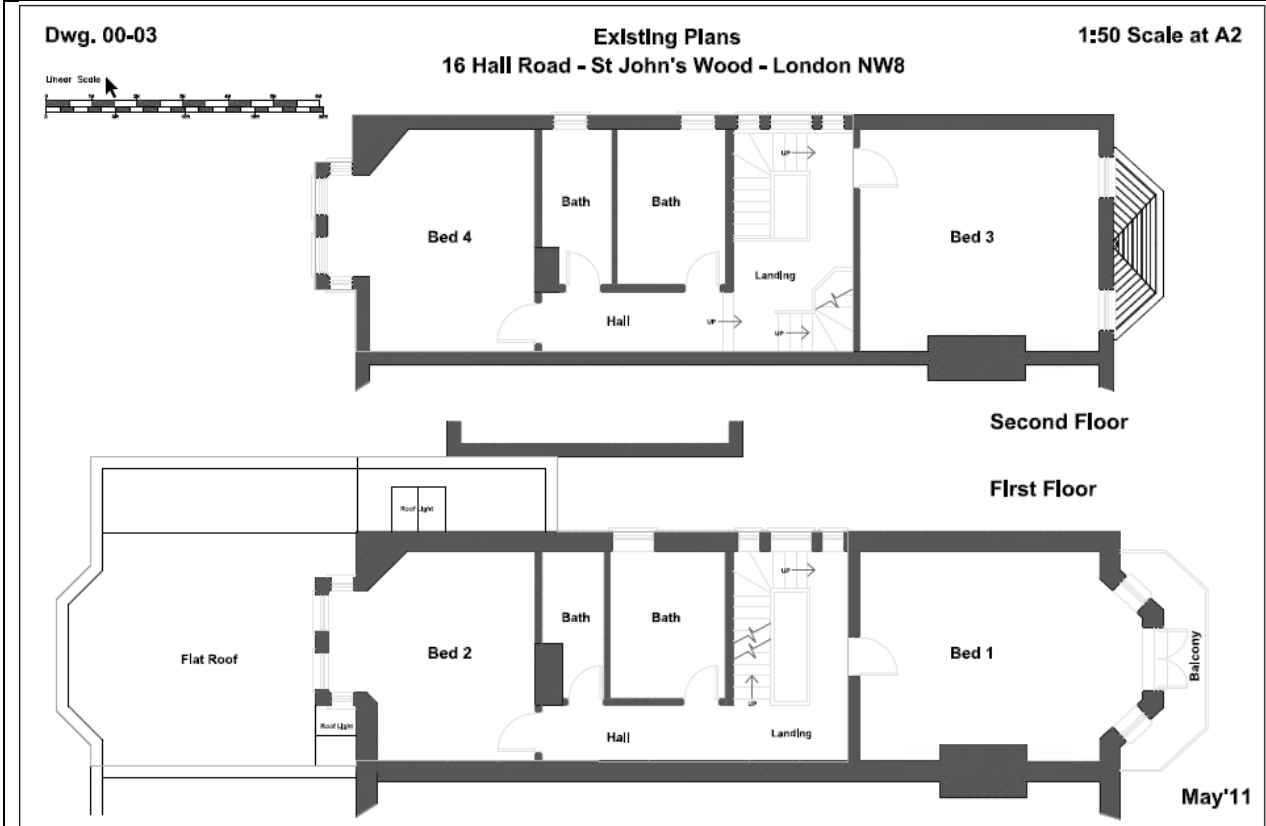 Dwg. 00-03
Existing Plans
1:50 Scale at A2
16 Hall Road - St John's Wood - London NW8
Linear Scale
UP
Bath
Bath
Bed 4
Bed 3
Landing
Hall
UP
UP
Second Floor
First Floor
Roof Light
UP
Bath
Bath
Flat Roof
Bed 2
Bed 1
Balcony
UP
Roof Light
Hall
Landing
May'11